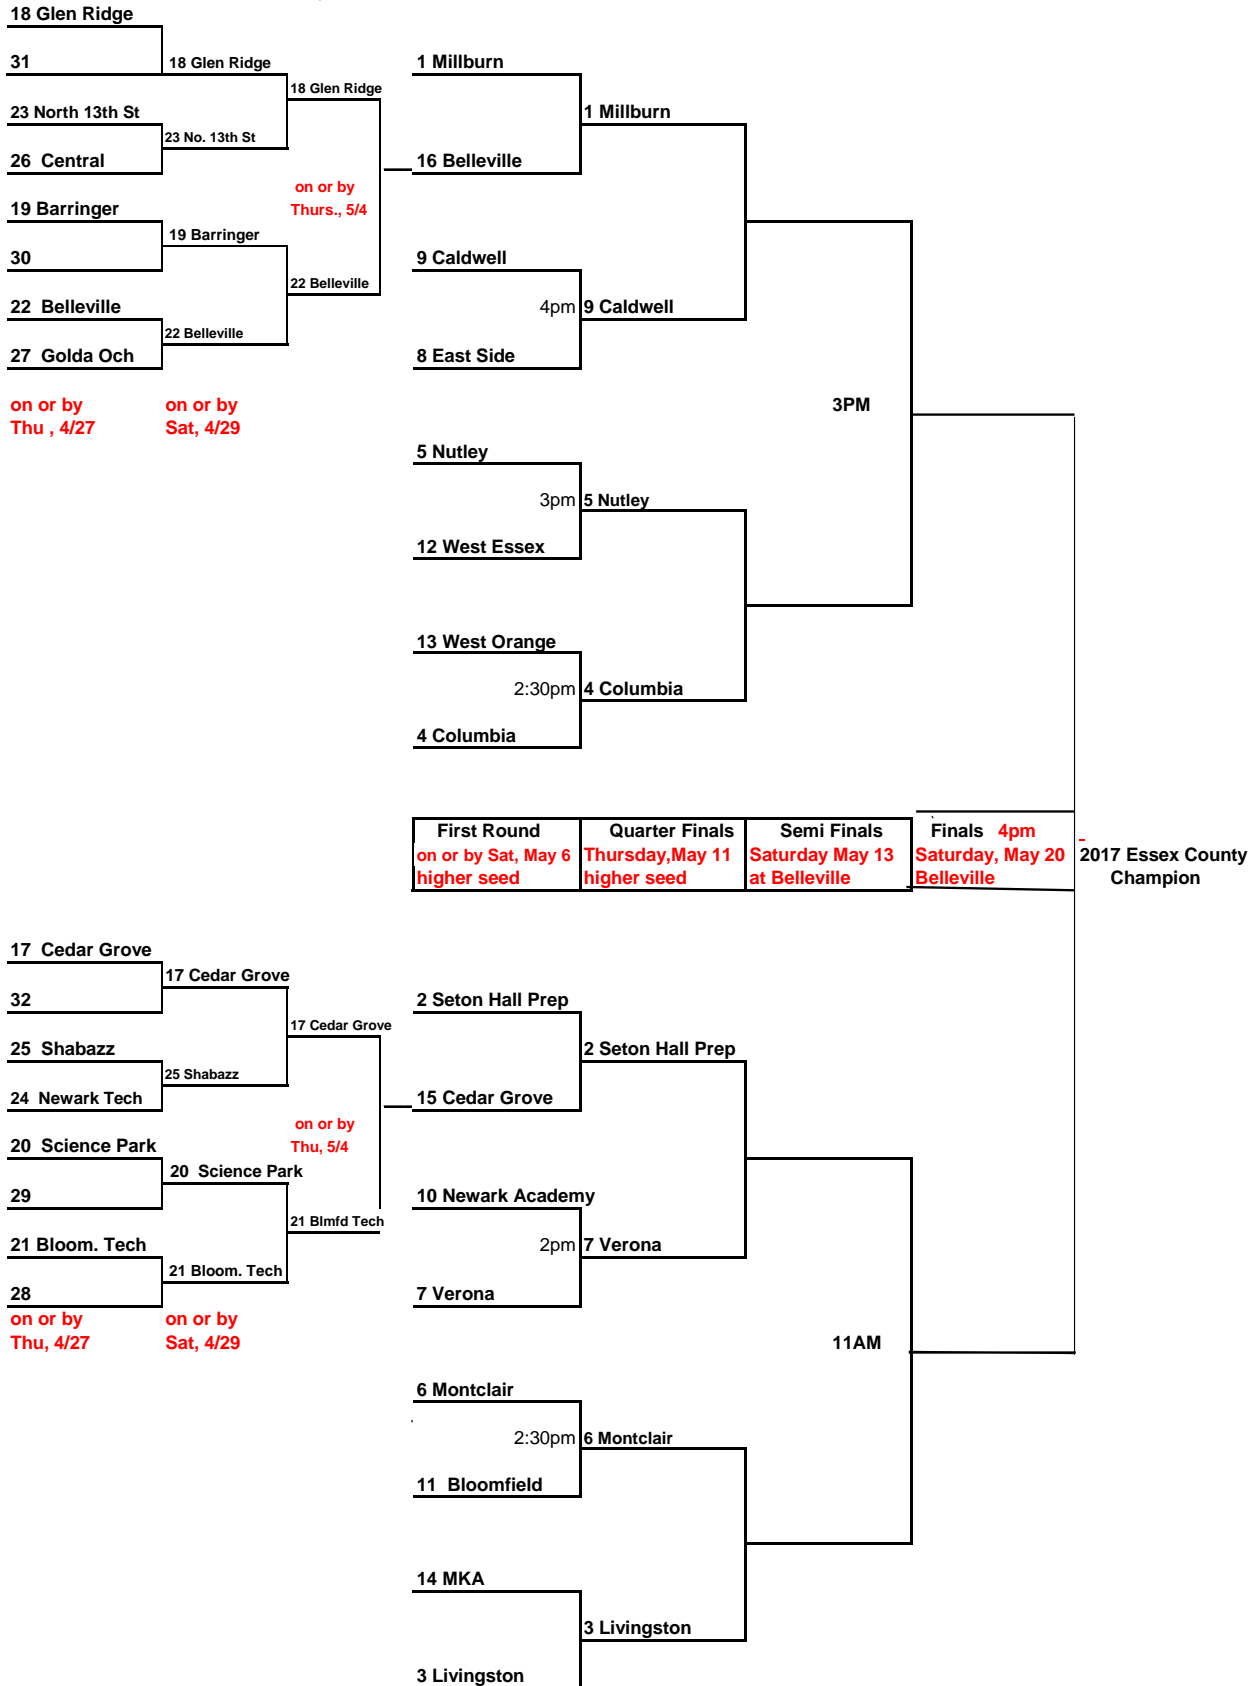 18 Glen Ridge
31
18 Glen Ridge
1 Millburn
18 Glen Ridge
23 North 13th St
1 Millburn
23 No. 13th St
26 Central
16 Belleville
on or by
Thurs., 5/4
19 Barringer
19 Barringer
30
9 Caldwell
22 Belleville
22 Belleville
4pm 9 Caldwell
22 Belleville
27 Golda Och
8 East Side
on or by
Thu , 4/27
on or by
Sat, 4/29
3PM
5 Nutley
3pm 5 Nutley
12 West Essex
13 West Orange
2:30pm 4 Columbia
4 Columbia
First Round
on or by Sat, May 6
higher seed
Quarter Finals
Thursday,May 11
higher seed
Semi Finals
Saturday May 13
at Belleville
Finals 4pm
Saturday, May 20
Belleville
2017 Essex County
Champion
17 Cedar Grove
17 Cedar Grove
32
2 Seton Hall Prep
17 Cedar Grove
25 Shabazz
2 Seton Hall Prep
25 Shabazz
24 Newark Tech
15 Cedar Grove
on or by
Thu, 5/4
20 Science Park
20 Science Park
29
10 Newark Academy
21 Blmfd Tech
21 Bloom. Tech
2pm 7 Verona
21 Bloom. Tech
28
7 Verona
on or by
Thu, 4/27
on or by
Sat, 4/29
11AM
6 Montclair
2:30pm 6 Montclair
11 Bloomfield
14 MKA
3 Livingston
3 Livingston